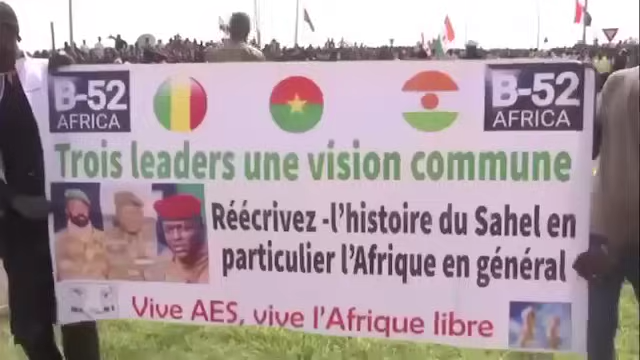 B-52
AFRICA
B-52
AFRICA
Trois leaders une vision commune
Réécrivez -l'histoire du Sahel en
particulier l'Afrique en général
Vive AES, vive l'Afrique libre